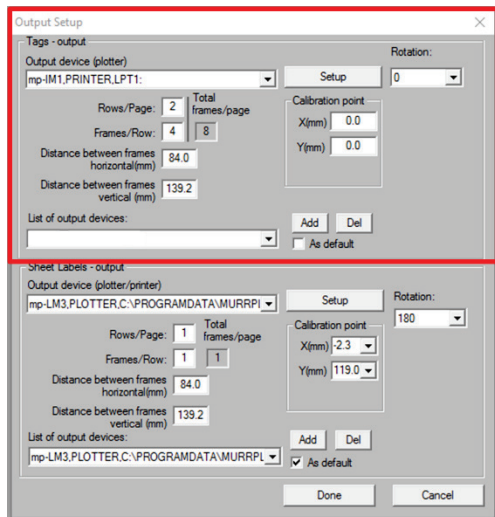 Output Setup
Tags - output
Output device (plotter)
Rotation:
mp-IM1,PRINTER,LPT1:
Setup
0
Rows/Page: 2
Total
frames/page
Frames/Row: 4
8
Calibration point
X(mm) 0.0
Y(mm) 0.0
Distance between frames
horizontal(mm)
84.0
Distance between frames
vertical (mm)
139.2
List of output devices:
Add
Del
As default
Sheet Labels - output
Output device (plotter/printer)
mp-LM3,PLOTTER,C:\PROGRAMDATA\MURRPL
Setup
Rotation:
180
Rows/Page: 1
Total
frames/page
Frames/Row: 1
1
Calibration point
X(mm) -2.3
Y(mm) 119.0
Distance between frames
horizontal(mm)
84.0
Distance between frames
vertical (mm)
139.2
List of output devices:
mp-LM3,PLOTTER,C:\PROGRAMDATA\MURRPL
Add
Del
As default
Done
Cancel